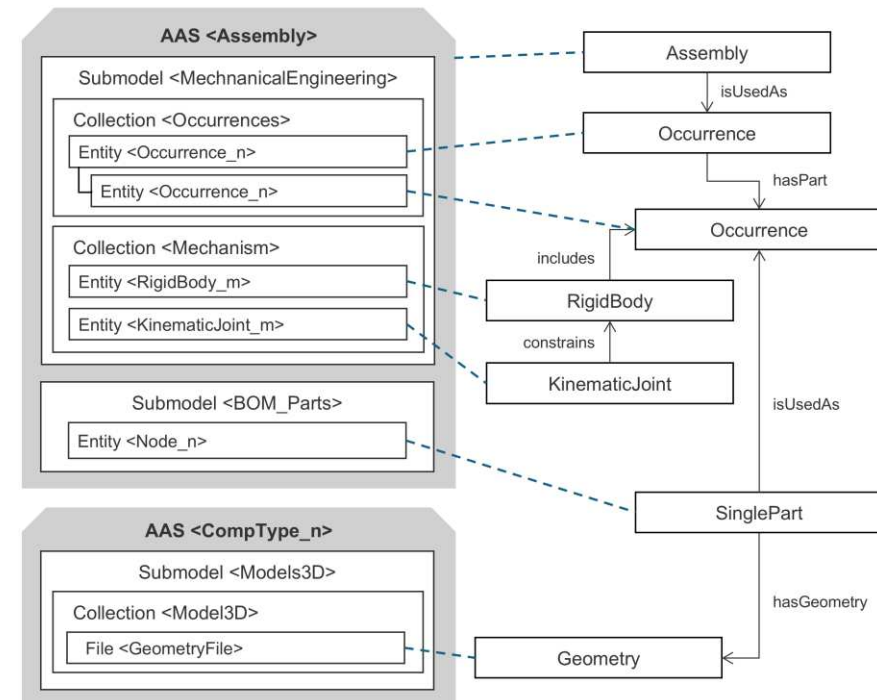 AAS <Assembly>
Submodel <MechnanicalEngineering>
Collection <Occurrences>
Entity <Occurrence_n>
Entity <Occurrence_n>
Collection <Mechanism>
Entity <RigidBody_m>
Entity <KinematicJoint_m>
Submodel <BOM_Parts>
Entity <Node_n>
AAS <CompType_n>
Submodel <Models3D>
Collection <Model3D>
File <GeometryFile>
Assembly
isUsedAs
Occurrence
hasPart
Occurrence
includes
RigidBody
constrains
KinematicJoint
isUsedAs
SinglePart
hasGeometry
Geometry